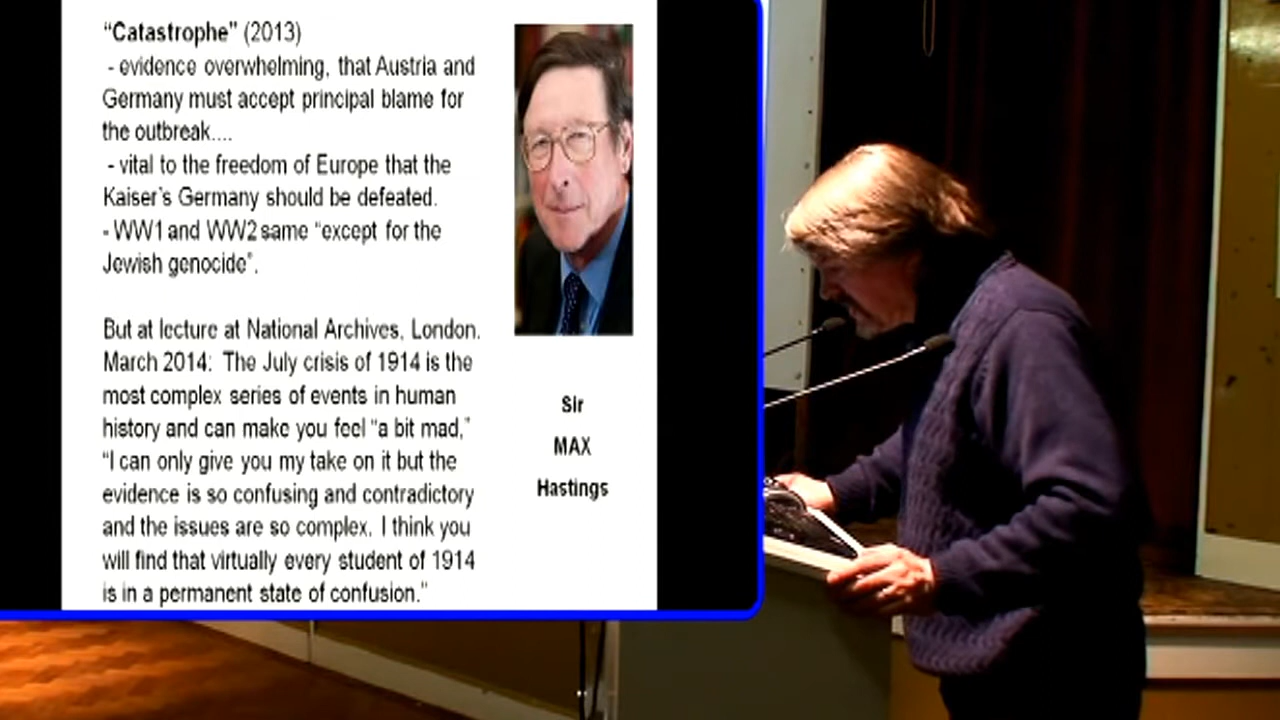 “Catastrophe” (2013)
- evidence overwhelming, that Austria and
Germany must accept principal blame for
the outbreak....
- vital to the freedom of Europe that the
Kaiser’s Germany should be defeated.
- WW1 and WW2 same “except for the
Jewish genocide”.
But at lecture at National Archives, London.
March 2014: The July crisis of 1914 is the
most complex series of events in human
history and can make you feel “a bit mad,”
“I can only give you my take on it but the
evidence is so confusing and contradictory
and the issues are so complex. I think you
will find that virtually every student of 1914
is in a permanent state of confusion.”
Sir
MAX
Hastings